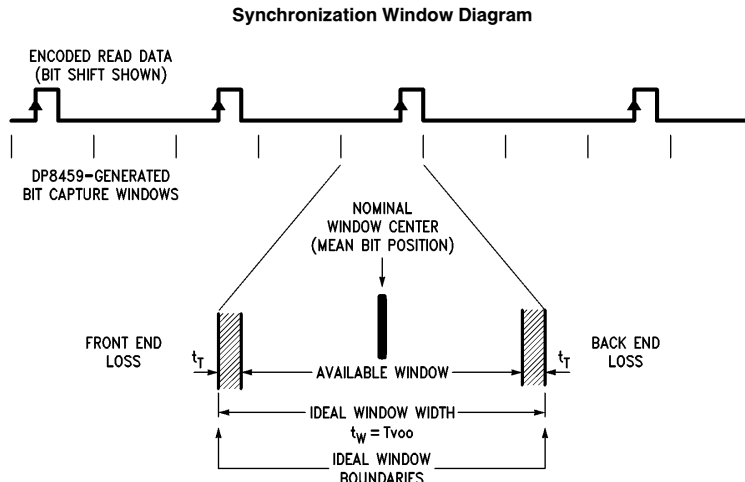 Synchronization Window Diagram
ENCODED READ DATA
(BIT SHIFT SHOWN)
DP8459-GENERATED
BIT CAPTURE WINDOWS
NOMINAL
WINDOW CENTER
(MEAN BIT POSITION)
FRONT END
LOSS
tT
AVAILABLE WINDOW
tT
BACK END
LOSS
IDEAL WINDOW WIDTH
tW = Tvoo
IDEAL WINDOW
BOUNDARIES